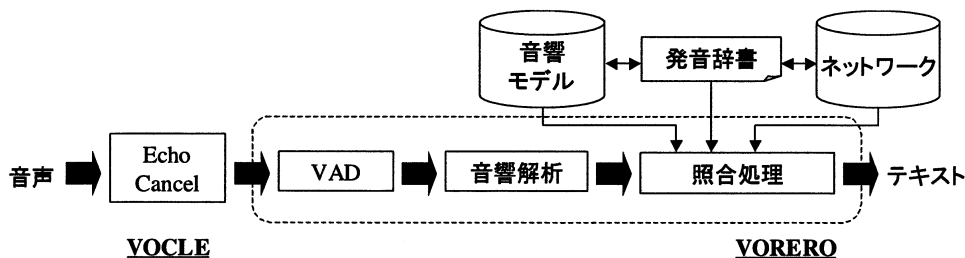 音響
モデル
発音辞書
ネットワーク
音声
Echo
Cancel
VAD
音響解析
照合処理
テキスト
VOCLE
VORERO